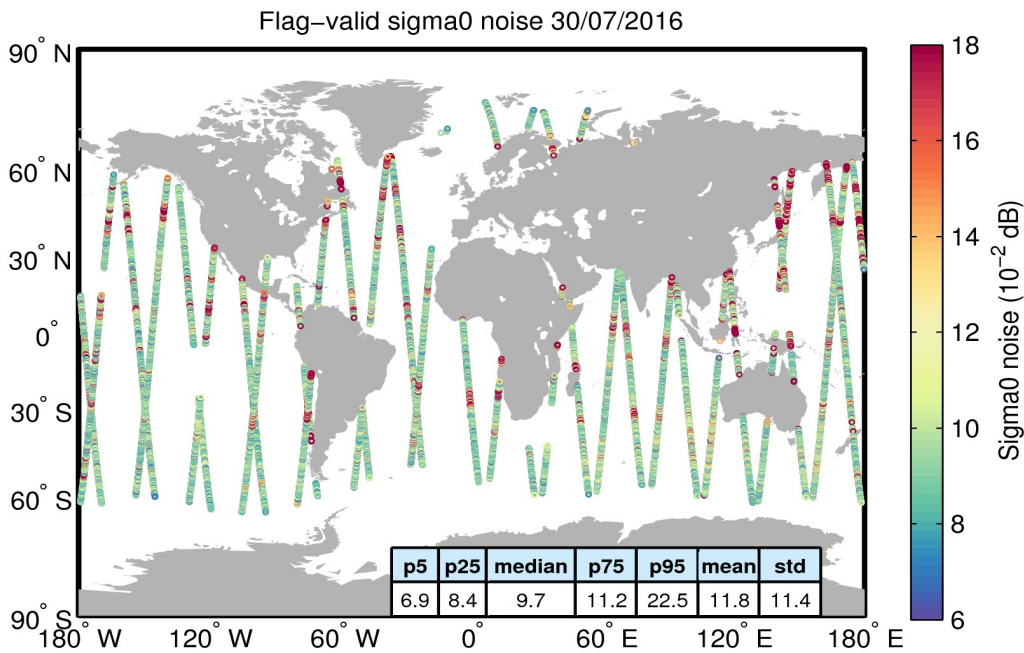 Flag−valid sigma0 noise 30/07/2016
90° N
60° N
30° N
0°
30° S
60° S
90° S
180° W
120° W
60° W
0°
60° E
120° E
180° E
p5 p25 median p75 p95 mean std
6.9 8.4 9.7 11.2 22.5 11.8 11.4
18
16
14
12
10
8
6
Sigma0 noise (10⁻² dB)